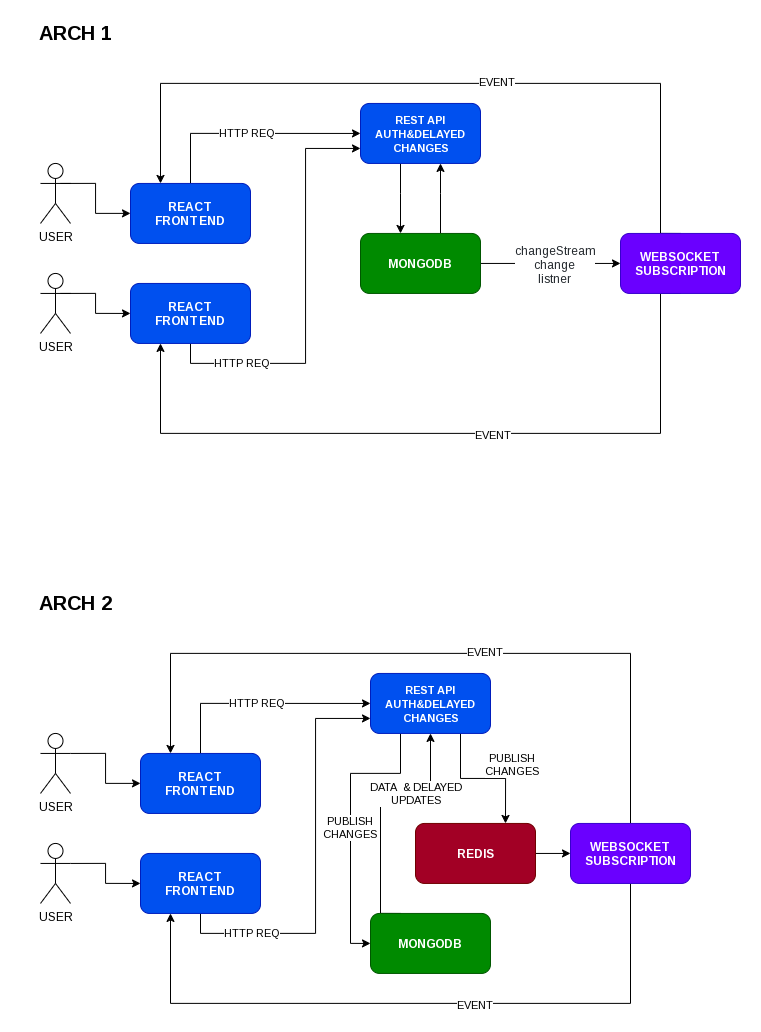 ARCH 1
EVENT
REST API
AUTH&DELAYED
CHANGES
HTTP REQ
REACT
FRONTEND
USER
changeStream
change
listner
MONGODB
WEBSOCKET
SUBSCRIPTION
REACT
FRONTEND
USER
HTTP REQ
EVENT
ARCH 2
EVENT
REST API
AUTH&DELAYED
CHANGES
HTTP REQ
REACT
FRONTEND
USER
PUBLISH
CHANGES
DATA & DELAYED
UPDATES
PUBLISH
CHANGES
REDIS
WEBSOCKET
SUBSCRIPTION
REACT
FRONTEND
USER
HTTP REQ
MONGODB
EVENT